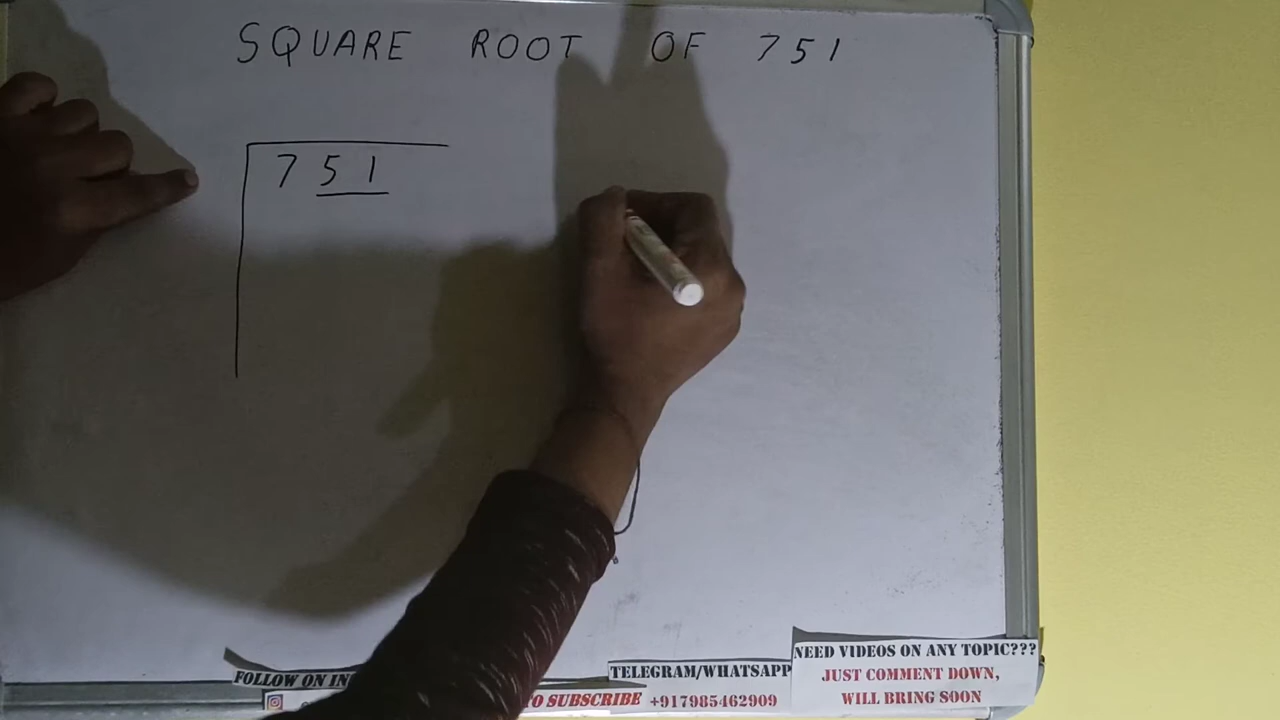 SQUARE ROOT OF 751
751
FOLLOW ON
TELEGRAM/WHATSAPP
TO SUBSCRIBE +917985462909
NEED VIDEOS ON ANY TOPIC???
JUST COMMENT DOWN,
WILL BRING SOON